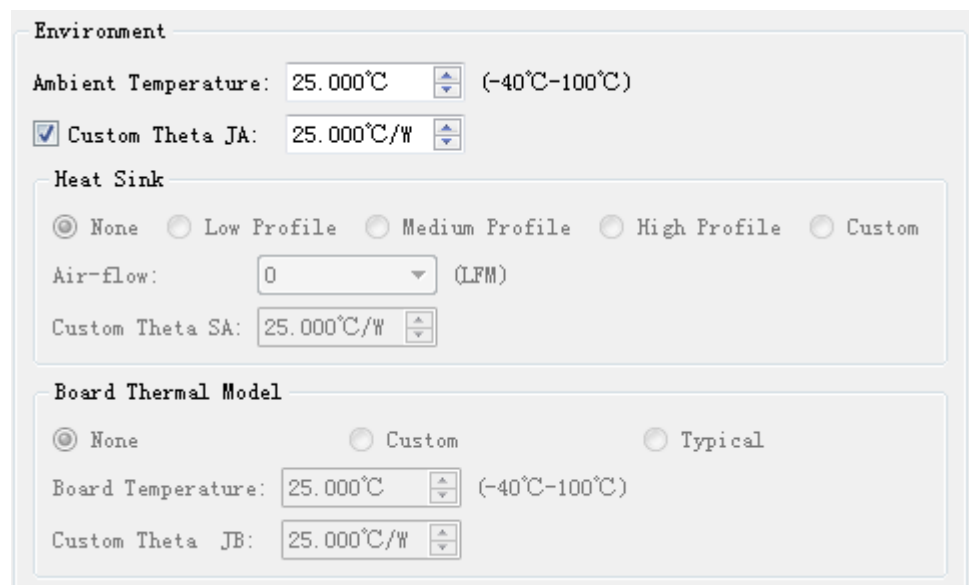 Environment
Ambient Temperature: 25.000℃ (-40℃-100℃)
Custom Theta JA: 25.000℃/W
Heat Sink
None Low Profile Medium Profile High Profile Custom
Air-flow: 0 (LFM)
Custom Theta SA: 25.000℃/W
Board Thermal Model
None Custom Typical
Board Temperature: 25.000℃ (-40℃-100℃)
Custom Theta JB: 25.000℃/W